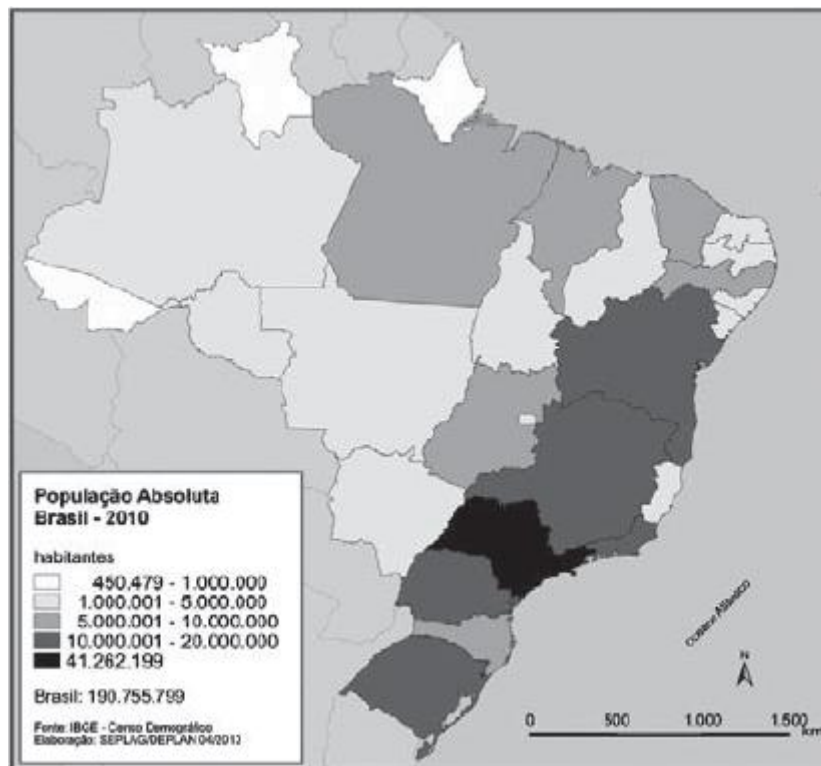 População Absoluta
Brasil - 2010
habitantes
450.479 - 1.000.000
1.000.001 - 5.000.000
5.000.001 - 10.000.000
10.000.001 - 20.000.000
41.262.199
Brasil: 190.755.799
Fonte: IBGE - Censo Demográfico
Elaboração: SEPLAG/DEPLAN 04/2012
Oceano Atlântico
N
0 500 1.000 1.500
km